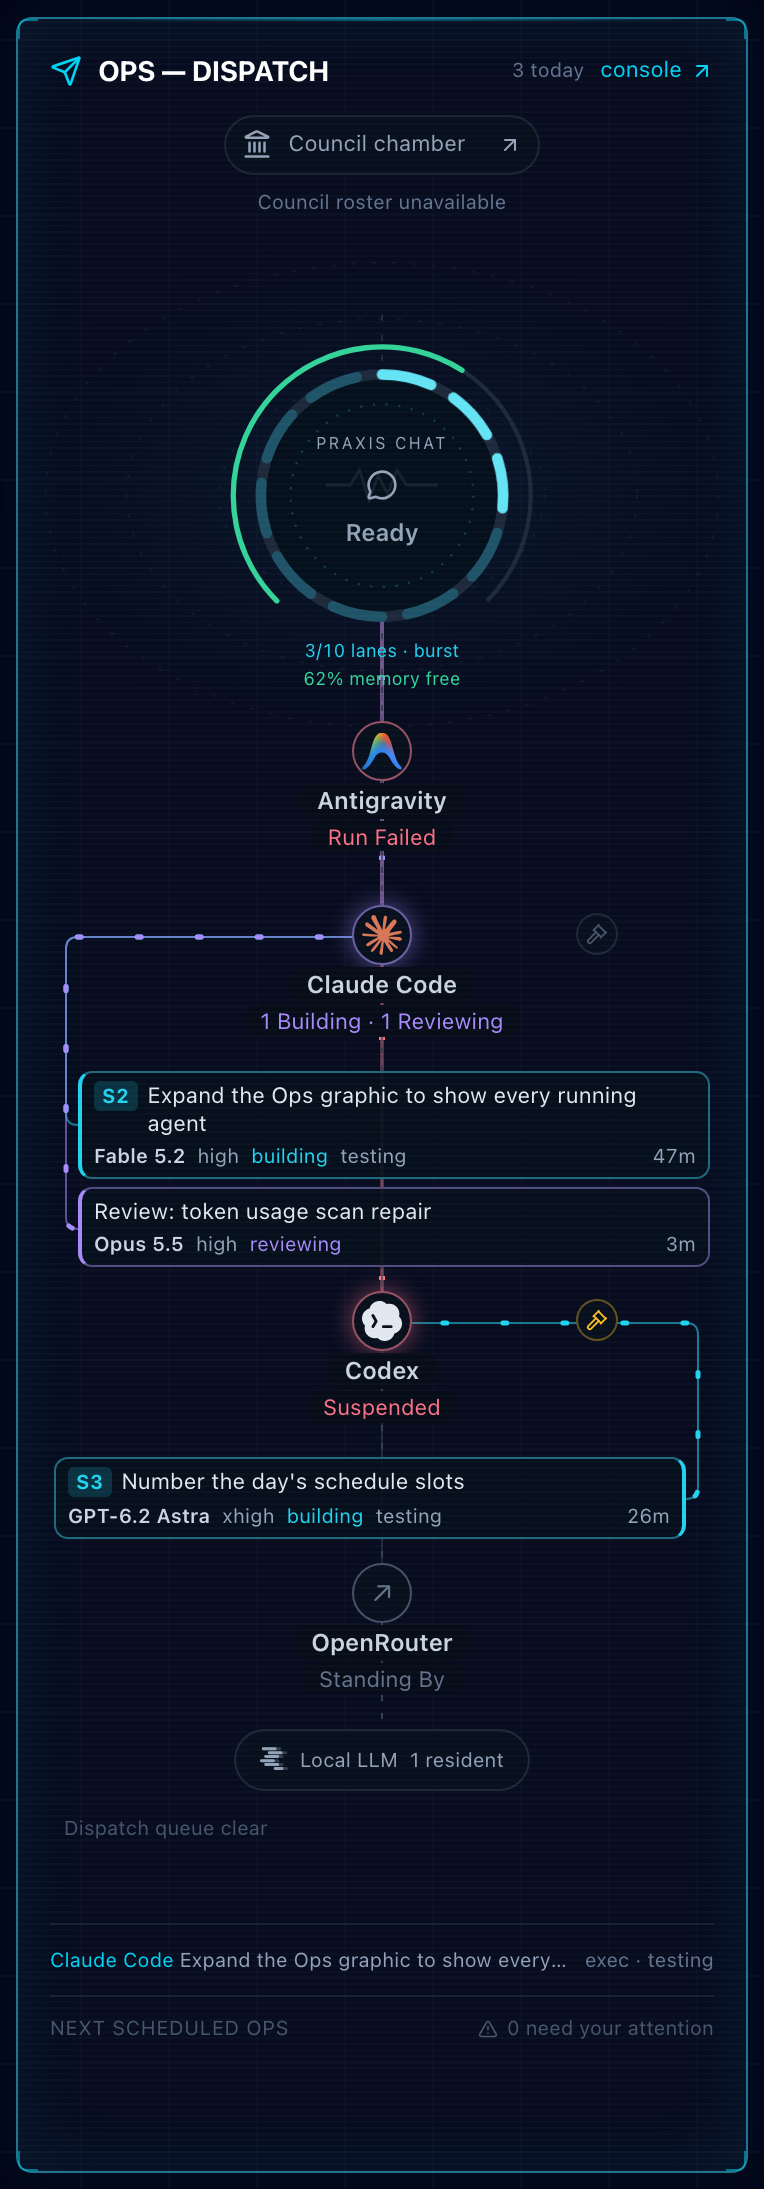 OPS — DISPATCH
3 today console
Council chamber
Council roster unavailable
PRAXIS CHAT
Ready
3/10 lanes · burst
62% memory free
Antigravity
Run Failed
Claude Code
1 Building · 1 Reviewing
S2 Expand the Ops graphic to show every running
agent
Fable 5.2 high building testing 47m
Review: token usage scan repair
Opus 5.5 high reviewing 3m
Codex
Suspended
S3 Number the day's schedule slots
GPT-6.2 Astra xhigh building testing 26m
OpenRouter
Standing By
Local LLM 1 resident
Dispatch queue clear
Claude Code Expand the Ops graphic to show every... exec · testing
NEXT SCHEDULED OPS 0 need your attention